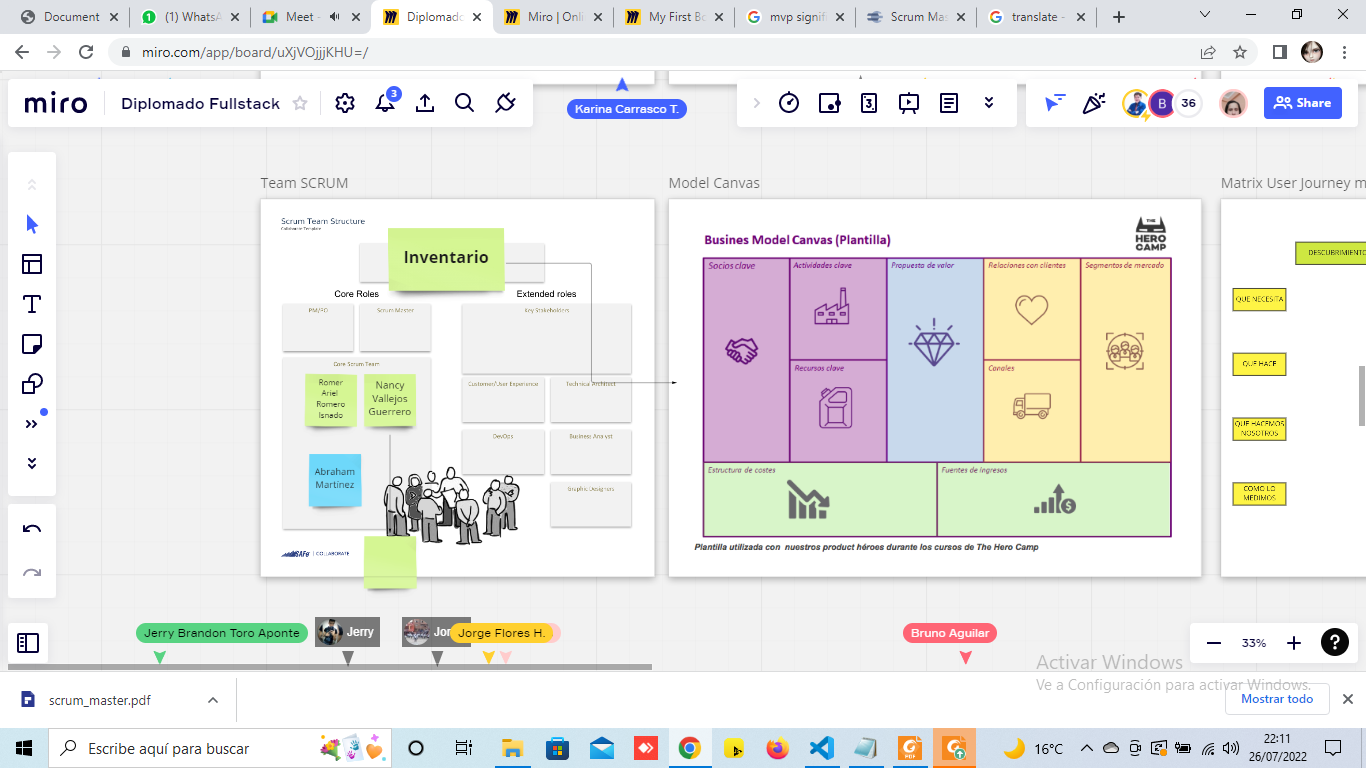 Document
(1) WhatsA
Meet -
Diplomado
Miro | Onli
My First Bo
mvp signifi
Scrum Mas
translate -
miro.com/app/board/uXjVOjjjKHU=/
miro
Diplomado Fullstack
3
Karina Carrasco T.
3
B
36
Share
Team SCRUM
Model Canvas
Matrix User Journey m
Scrum Team Structure
Collaborate Template
Inventario
Core Roles
Extended roles
PM/PO
Scrum Master
Key Stakeholders
Core Scrum Team
Romer
Ariel
Romero
Isnado
Nancy
Vallejos
Guerrero
Customer/User Experience
Technical Architect
DevOps
Business Analyst
Abraham
Martínez
Graphic Designers
SAFe | COLLABORATE
THE
HERO
CAMP
Busines Model Canvas (Plantilla)
Socios clave
Actividades clave
Propuesta de valor
Relaciones con clientes
Segmentos de mercado
Recursos clave
Canales
Estructura de costes
Fuentes de ingresos
Plantilla utilizada con nuestros product héroes durante los cursos de The Hero Camp
DESCUBRIMIENTO
QUE NECESITA
QUE HACE
QUE HACEMOS
NOSOTROS
COMO LO
MEDIMOS
Jerry Brandon Toro Aponte
Jerry
Jor
Jorge Flores H.
Bruno Aguilar
33%
Activar Windows
Ve a Configuración para activar Windows.
scrum_master.pdf
Mostrar todo
Escribe aquí para buscar
16°C
22:11
26/07/2022